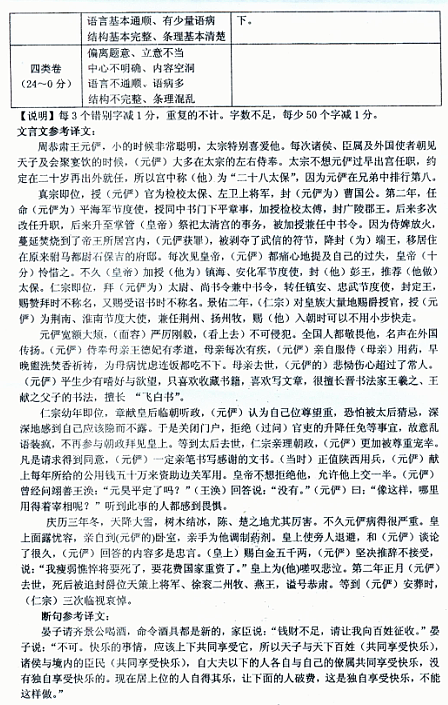 语言基本通顺、有少量语病
结构基本完整、条理基本清楚
下。
四类卷
(24～0 分)
偏离题意、立意不当
中心不明确、内容空洞
语言不通顺、语病多
结构不完整、条理混乱
【说明】每 3 个错别字减 1 分，重复的不计。字数不足，每少 50 个字减 1 分。
文言文参考译文：
周恭肃王元俨，小的时候非常聪明，太宗特别喜爱他。每次诸侯、臣属及外国使者朝见
天子及会聚宴饮的时候，（元俨）大多在太宗的左右侍奉。太宗不想元俨过早出宫任职，约
定在二十岁再出外就任，所以宫中称（他）为“二十八太保”，因为元俨在兄弟中排行第八。
真宗即位，授（元俨）官为检校太保、左卫上将军，封（元俨为）曹国公。第二年，任
命（元俨为）平海军节度使，授同中书门下平章事，加授检校太傅，封广陵郡王。后来多次
改任升职，后来升至掌管（皇帝）祭祀太清宫的事务，被加授兼任中书令。因为侍婢放火，
蔓延焚烧到了帝王所居宫内，（元俨获罪），被剥夺了武信的符节，降封（为）端王，移居住
在原来驸马都尉石保吉的府邸。每次见皇帝，（元俨）都痛心地提及自己的过失，皇帝（十
分）怜惜之。不久（皇帝）加授（他为）镇海、安化军节度使，封（他）彭王，推荐（他做）
太保。仁宗即位，拜（元俨为）太尉、尚书令兼中书令，转任镇安、忠武节度使，封定王，
赐赞拜时不称名，又赐受诏书时不称名。景佑二年，（仁宗）对皇族大量地赐爵授官，授（元
俨）为荆南、淮南节度大使，兼任荆州、扬州牧，赐（他）入朝时可以不用小步快走。
元俨宽额大颏，（面容）严厉刚毅，（看上去）不可侵犯。全国人都敬畏他，名声在外国
传扬。（元俨）侍奉母亲王德妃有孝道，母亲每次有疾，（元俨）亲自服侍（母亲）用药，早
晚盥洗焚香祈祷，为母病忧虑连饭都吃不下。母亲去世，（元俨的）悲恸伤心超过了常人。
（元俨）平生少有嗜好与欲望，只喜欢收藏书籍，喜欢写文章，很擅长晋书法家王羲之、王
献之父子的书法，擅长 “飞白书”。
仁宗幼年即位，章献皇后临朝听政，（元俨）认为自己位尊望重，恐怕被太后猜忌，深
深地感到自己应该隐而不露。于是关闭门户，拒绝（过问）官吏的升降任免等事宜，故意乱
语装疯，不再参与朝政拜见皇上。等到太后去世，仁宗亲理朝政，（元俨）更加被尊重宠幸。
凡是请求得到同意，（元俨）一定亲笔书写感谢的文书。（当时）正值陕西用兵，（元俨）献
上每年所给的公用钱五十万来资助边关军用。皇帝不想拒绝他，允许他上交一半。（元俨）
曾经问翊善王涣：“元昊平定了吗？”（王涣）回答说：“没有。”（元俨）曰：“像这样，哪里
用得着宰相呢？” 听到此事的人都感到畏惧。
庆历三年冬，天降大雪，树木结冰，陈、楚之地尤其厉害。不久元俨病得很严重。皇
上面露忧容，亲自到(元俨的)卧室，亲手为他调制药剂。皇上使旁人退避，和（元俨）谈论
了很久，（元俨）回答的内容多是忠言。（皇上）赐白金五千两，（元俨）坚决推辞不接受，
说：“我瘦弱憔悴将要死了，要花费国家重资了。” 皇上为(他)嗟叹悲泣。第二年正月（元俨）
去世，死后被追封爵位天策上将军、徐衮二州牧、燕王，谥号恭肃。等到（元俨）安葬时，
（仁宗）三次临视哀悼。
断句参考译文：
晏子请齐景公喝酒，命令酒具都是新的，家臣说：“钱财不足，请让我向百姓征收。”晏
子说：“不可。快乐的事情，应该上下共同享受它，所以天子与天下百姓（共同享受快乐），
诸侯与境内的臣民（共同享受快乐），自大夫以下的人各自与自己的僚属共同享受快乐，没
有独自享受快乐的。现在居上位的人自得其乐，让下面的人破费，这是独自享受快乐，不能
这样做。”